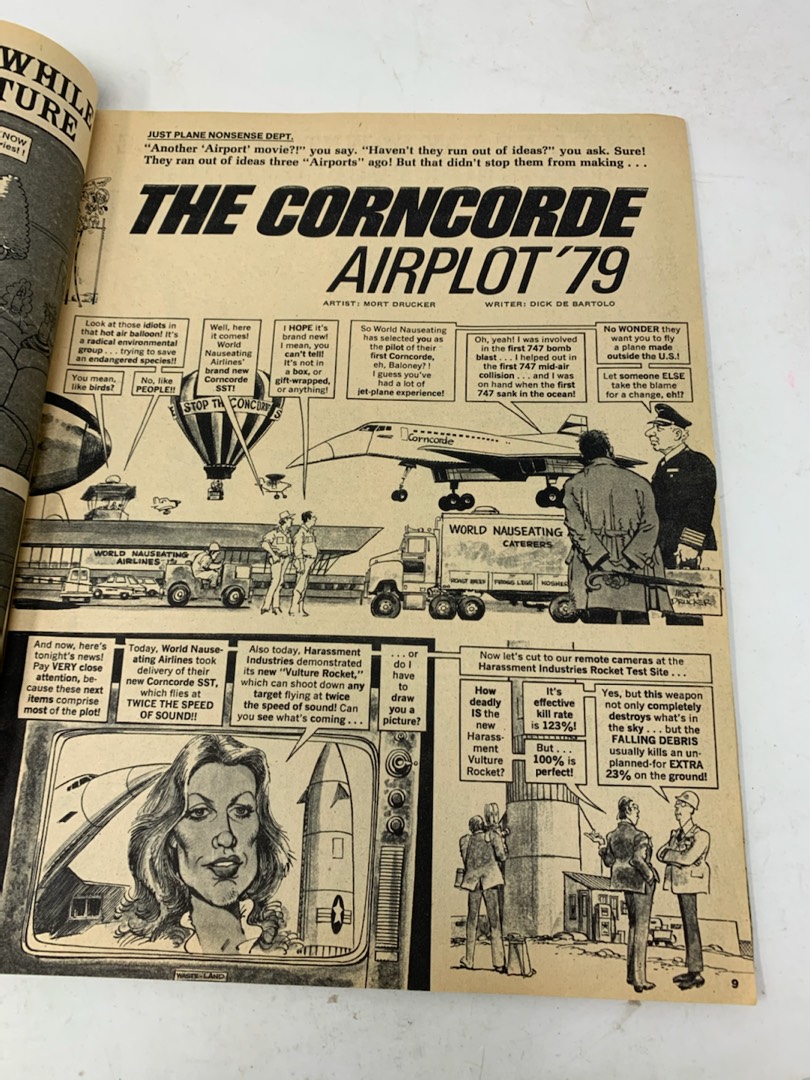 WHILE
TURE
NOW
ries!!
JUST PLANE NONSENSE DEPT.
"Another 'Airport' movie?!" you say. "Haven't they run out of ideas?" you ask. Sure!
They ran out of ideas three "Airports" ago! But that didn't stop them from making . . .
THE CORNCORDE
AIRPLOT '79
ARTIST: MORT DRUCKER
WRITER: DICK DE BARTOLO
Look at those idiots in
that hot air balloon! It's
a radical environmental
group . . . trying to save
an endangered species!!
You mean,
like birds?
No, like
PEOPLE!!
Well, here
it comes!
World
Nauseating
Airlines'
brand new
Corncorde
SST!
I HOPE it's
brand new!
I mean, you
can't tell!
It's not in
a box, or
gift-wrapped,
or anything!
So World Nauseating
has selected you as
the pilot of their
first Corncorde,
eh, Baloney?!
I guess you've
had a lot of
jet-plane experience!
Oh, yeah! I was involved
in the first 747 bomb
blast . . . I helped out in
the first 747 mid-air
collision . . . and I was
on hand when the first
747 sank in the ocean!
No WONDER they
want you to fly
a plane made
outside the U.S.!
Let someone ELSE
take the blame
for a change, eh!?
STOP THE CONCORDES
Corncorde
WORLD NAUSEATING
AIRLINES
WORLD NAUSEATING
CATERERS
ROAST BEEF
FROGS LEGS
KOSHER
MORT
DRUCKER
And now, here's
tonight's news!
Pay VERY close
attention, be-
cause these next
items comprise
most of the plot!
Today, World Nause-
ating Airlines took
delivery of their
new Corncorde SST,
which flies at
TWICE THE SPEED
OF SOUND!!
Also today, Harassment
Industries demonstrated
its new "Vulture Rocket,"
which can shoot down any
target flying at twice
the speed of sound! Can
you see what's coming . . .
. . . or
do I
have
to
draw
you a
picture?
Now let's cut to our remote cameras at the
Harassment Industries Rocket Test Site . . .
How
deadly
IS the
new
Harass-
ment
Vulture
Rocket?
It's
effective
kill rate
is 123%!
But . . .
100% is
perfect!
Yes, but this weapon
not only completely
destroys what's in
the sky . . . but the
FALLING DEBRIS
usually kills an un-
planned-for EXTRA
23% on the ground!
WASTE-LAND
9